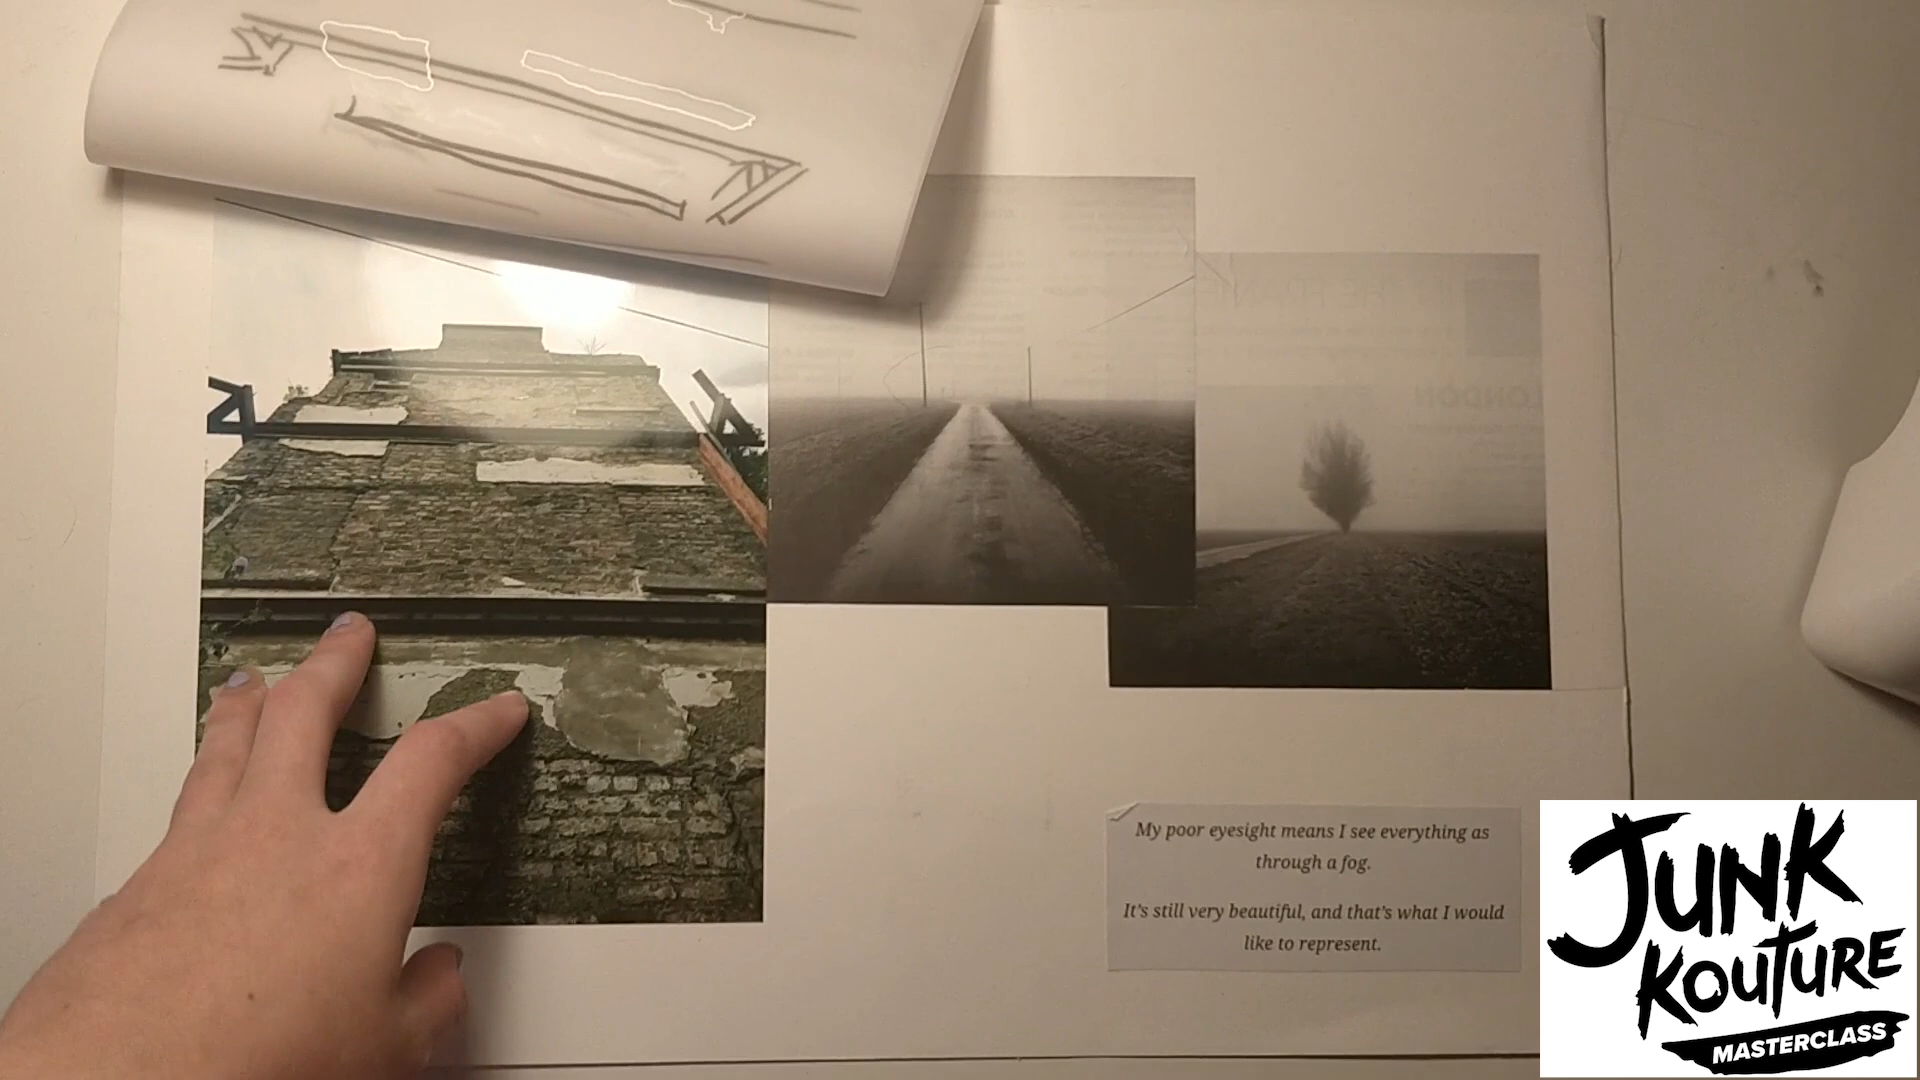 LONDON
My poor eyesight means I see everything as
through a fog.
It's still very beautiful, and that's what I would
like to represent.
JUNK
KOUTURE
MASTERCLASS